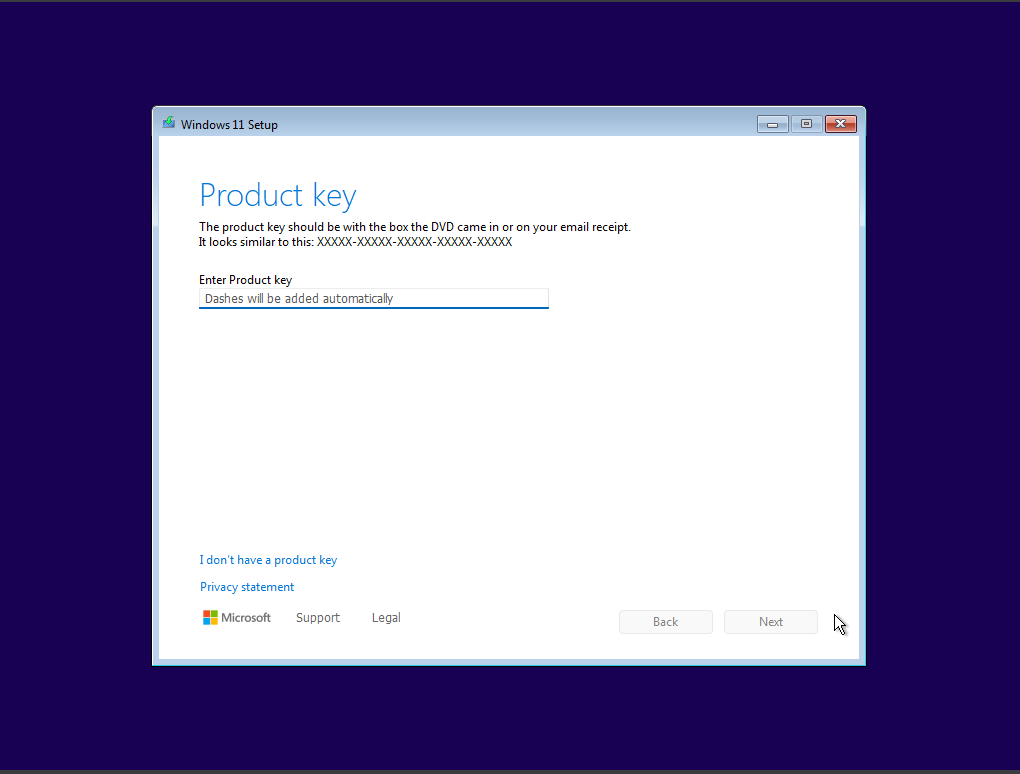 Windows 11 Setup
Product key
The product key should be with the box the DVD came in or on your email receipt.
It looks similar to this: XXXXX-XXXXX-XXXXX-XXXXX-XXXXX
Enter Product key
Dashes will be added automatically
I don't have a product key
Privacy statement
Microsoft Support Legal Back Next